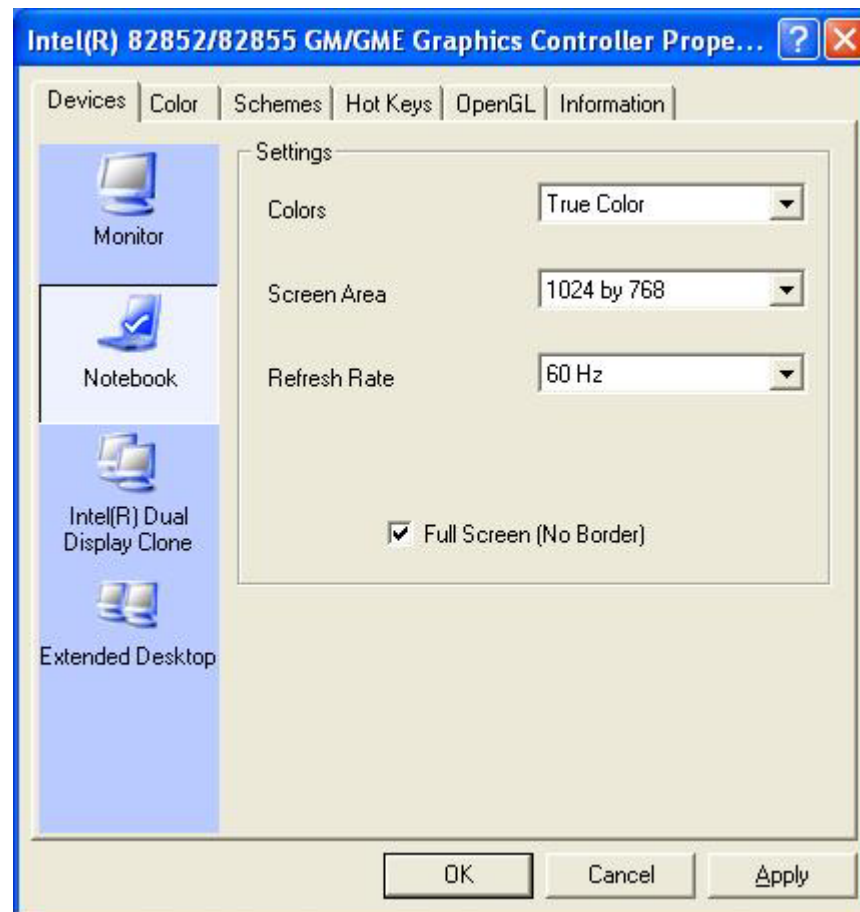 Intel(R) 82852/82855 GM/GME Graphics Controller Prope...
Devices Color Schemes Hot Keys OpenGL Information
Monitor
Notebook
Intel(R) Dual
Display Clone
Extended Desktop
Settings
Colors True Color
Screen Area 1024 by 768
Refresh Rate 60 Hz
Full Screen (No Border)
OK Cancel Apply